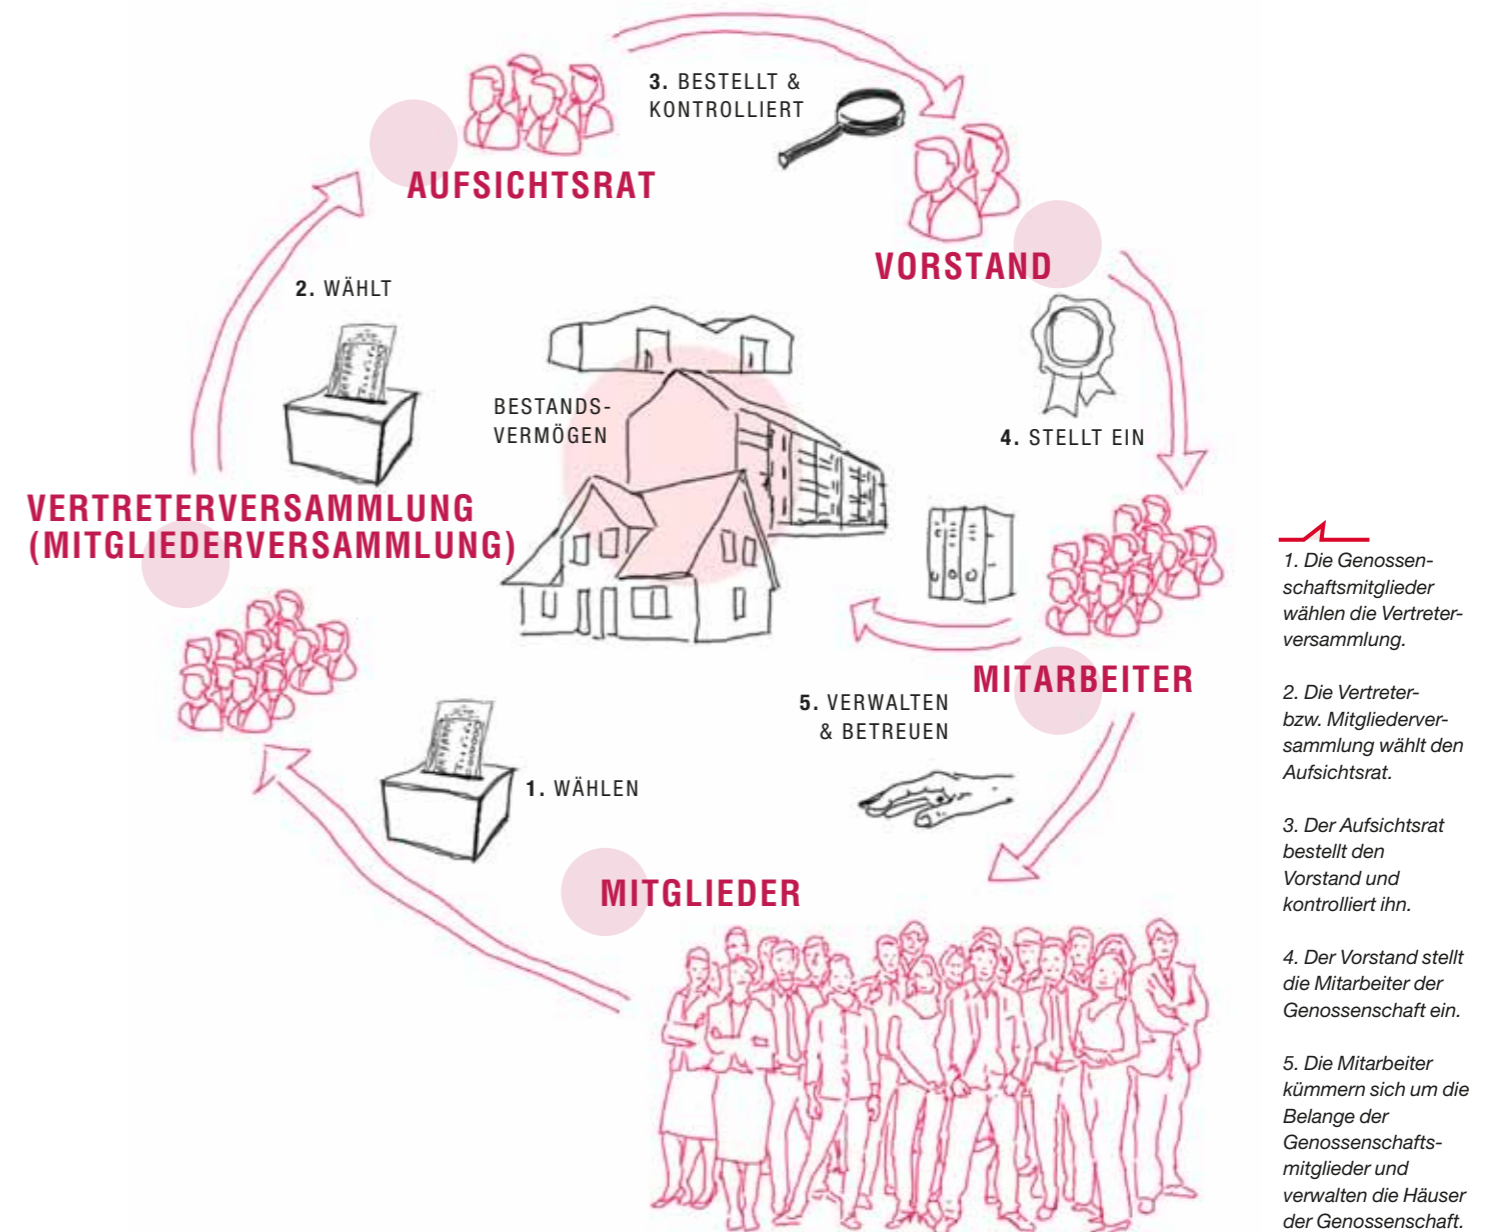 3. BESTELLT &
KONTROLLIERT
AUFSICHTSRAT
VORSTAND
2. WÄHLT
BESTANDS-
VERMÖGEN
4. STELLT EIN
VERTRETERVERSAMMLUNG
(MITGLIEDERVERSAMMLUNG)
MITARBEITER
5. VERWALTEN
& BETREUEN
1. WÄHLEN
MITGLIEDER
1. Die Genossen-
schaftsmitglieder
wählen die Vertreter-
versammlung.
2. Die Vertreter-
bzw. Mitgliederver-
sammlung wählt den
Aufsichtsrat.
3. Der Aufsichtsrat
bestellt den
Vorstand und
kontrolliert ihn.
4. Der Vorstand stellt
die Mitarbeiter der
Genossenschaft ein.
5. Die Mitarbeiter
kümmern sich um die
Belange der
Genossenschafts-
mitglieder und
verwalten die Häuser
der Genossenschaft.